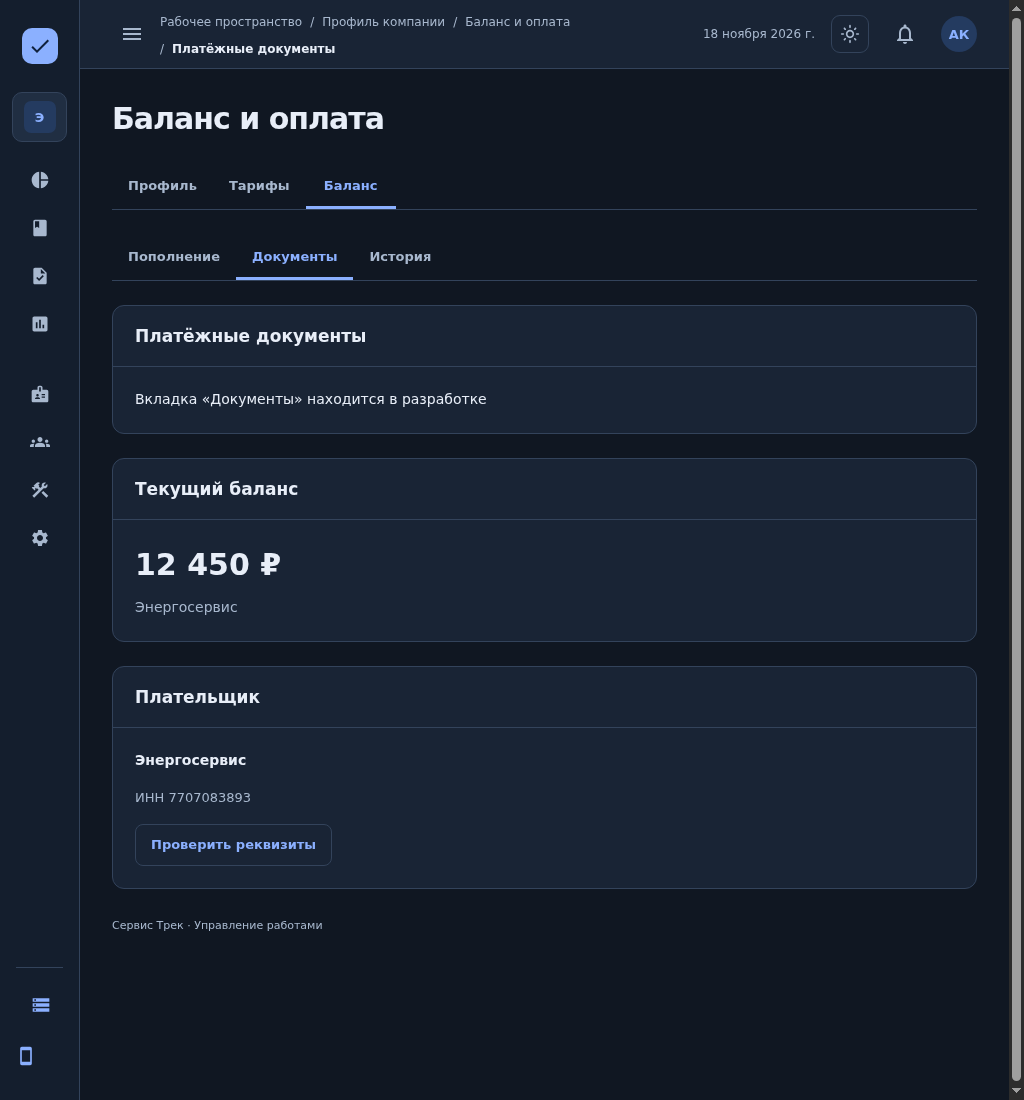 Рабочее пространство / Профиль компании / Баланс и оплата
/ Платёжные документы
18 ноября 2026 г.
АК
Э
Баланс и оплата
Профиль Тарифы Баланс
Пополнение Документы История
Платёжные документы
Вкладка «Документы» находится в разработке
Текущий баланс
12 450 ₽
Энергосервис
Плательщик
Энергосервис
ИНН 7707083893
Проверить реквизиты
Сервис Трек · Управление работами